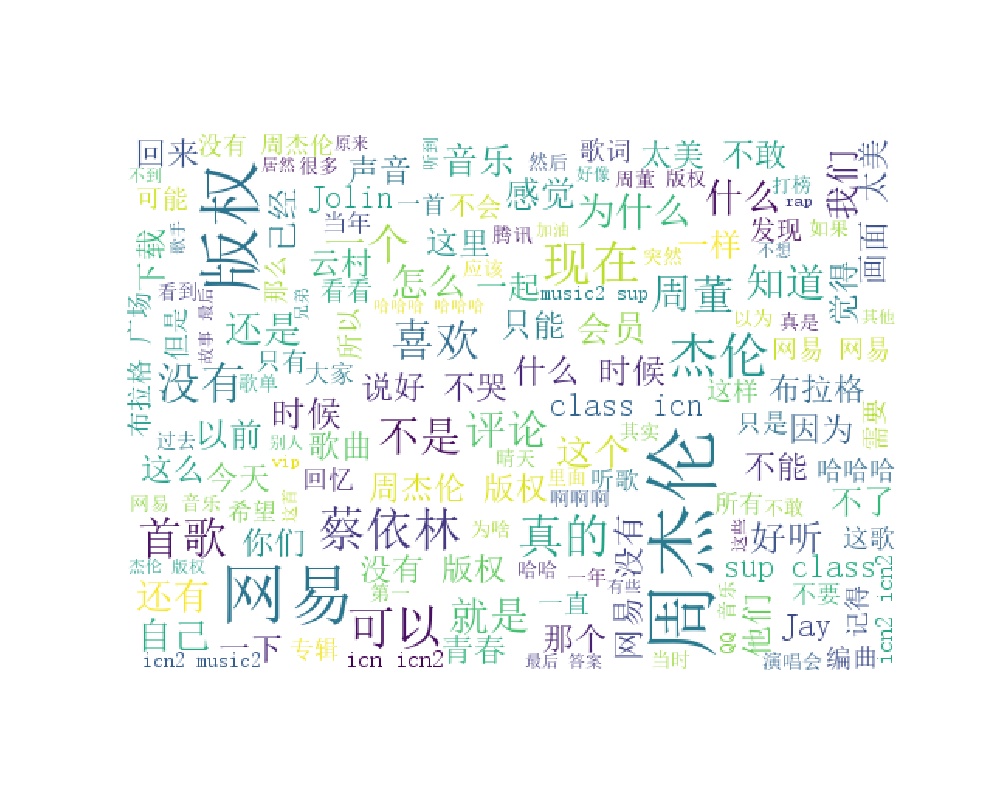 回来
没有 周杰伦
原来
不到
居然
很多
声音
听到
音乐
然后
歌词
太美 不敢
太美
我们
可能
版权
已经
Jolin
一首
不会
感觉
好像
周董 版权
什么
打榜
rap
当年
一个
这里
腾讯
加油
为什么
发现
如果
画面
歌手
下载
那么
云村
怎么
应该
现在
突然
一样
不想
知道
觉得
看到
最后
兄弟
看看
哈哈哈 哈哈哈
一起
music2 sup
周董
以为
真是
其他
布拉格 广场
但是
故事
还是
所以
喜欢
只能
会员
杰伦
网易 网易
没有
只有
歌单
大家
说好 不哭
什么 时候
这样
布拉格
时候
class icn
只是
因为
需要
过去
以前
别人
歌曲
不是
评论
晴天
这个
其实
不能
哈哈哈
这么
今天
vip
回忆
周杰伦 版权
里面
听歌
啊啊啊
周杰伦
所有
不敢
不了
网易 音乐
希望
这首
首歌
你们
蔡依林
为啥
真的
没有
这些
好听
这歌
杰伦 版权
没有 版权
哈哈
一年
有些
sup class
icn2 icn2
还有
网易
第一
可以
就是
一直
网易
音乐
QQ
他们
不要
Jay
记得
自己
一下
专辑
青春
那个
icn2 music2
icn icn2
最后 答案
当时
演唱会
编曲